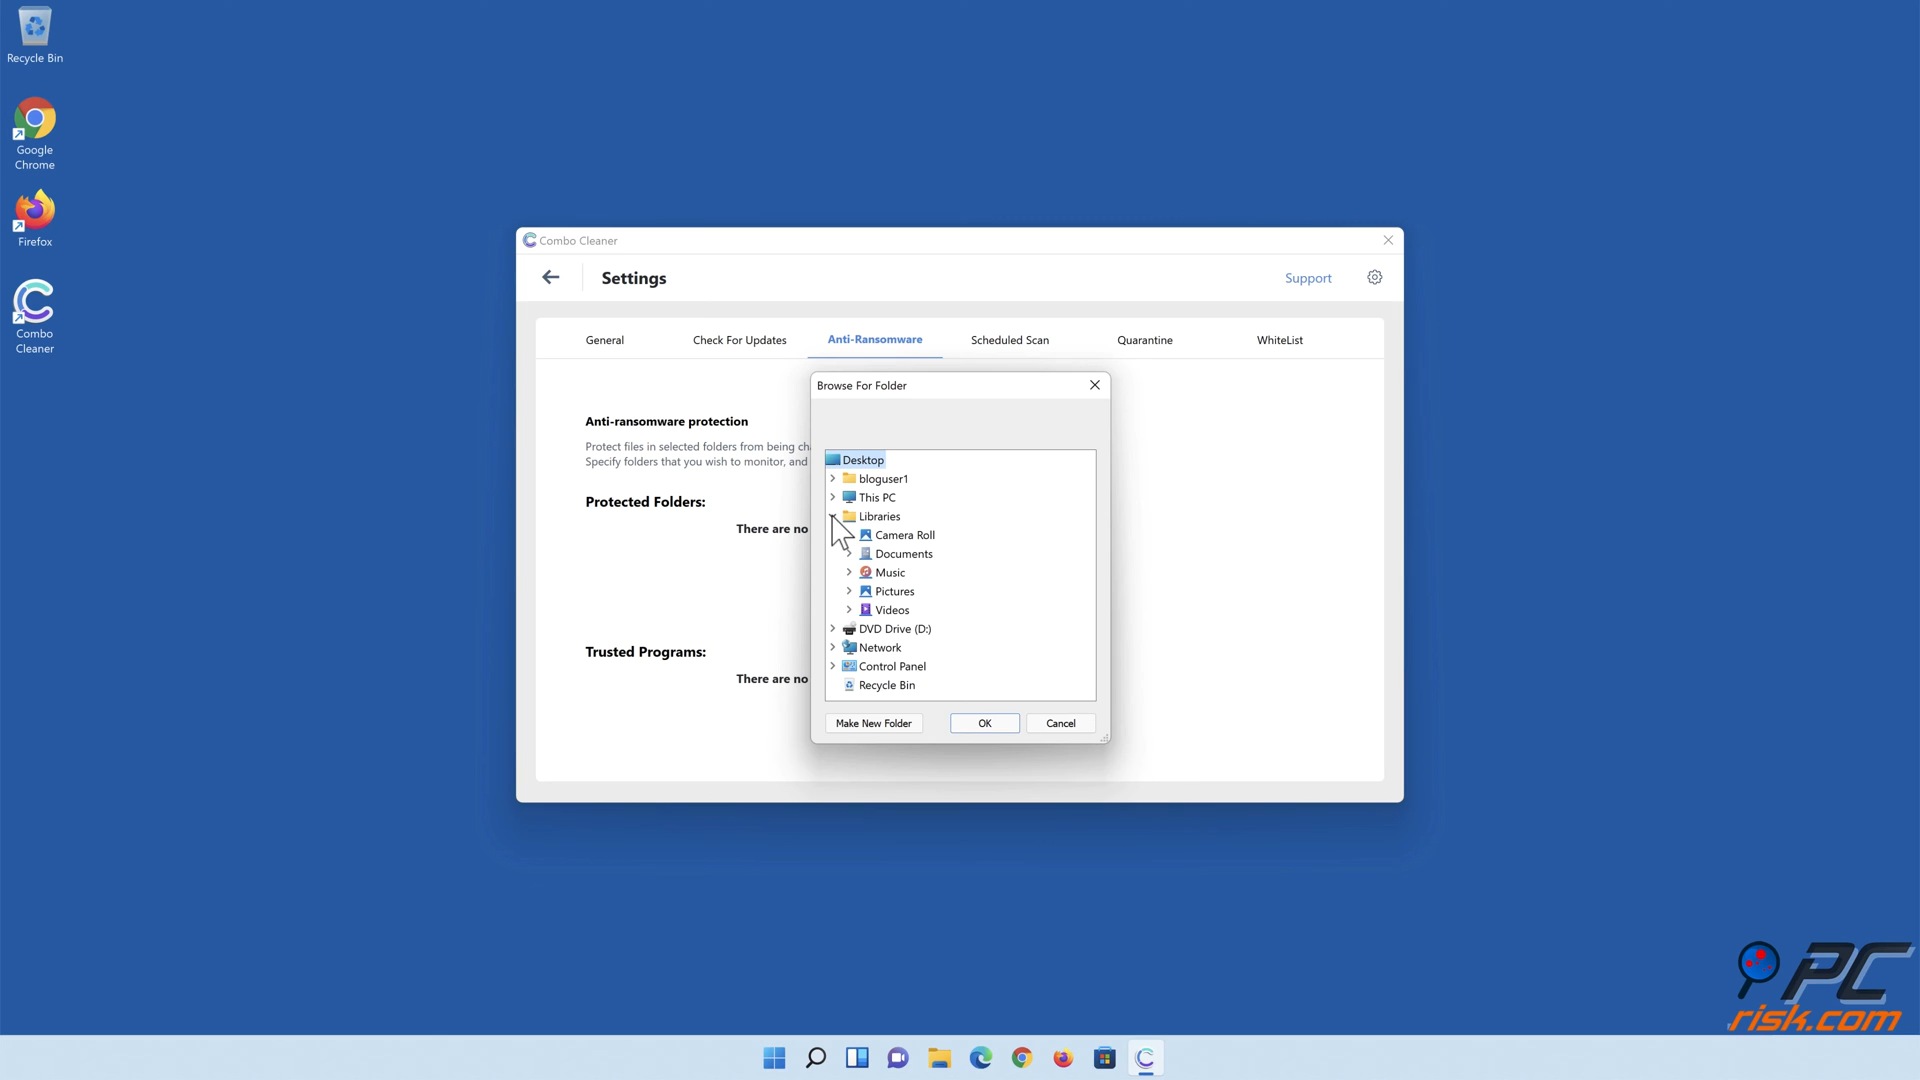 Recycle Bin
Google
Chrome
Firefox
Combo
Cleaner
Combo Cleaner
Settings
Support
General
Check For Updates
Anti-Ransomware
Scheduled Scan
Quarantine
WhiteList
Anti-ransomware protection
Protect files in selected folders from being
Specify folders that you wish to monitor, and
Protected Folders:
There are no
Trusted Programs:
There are no
Browse For Folder
Desktop
bloguser1
This PC
Libraries
Camera Roll
Documents
Music
Pictures
Videos
DVD Drive (D:)
Network
Control Panel
Recycle Bin
Make New Folder
OK
Cancel
PC
risk.com